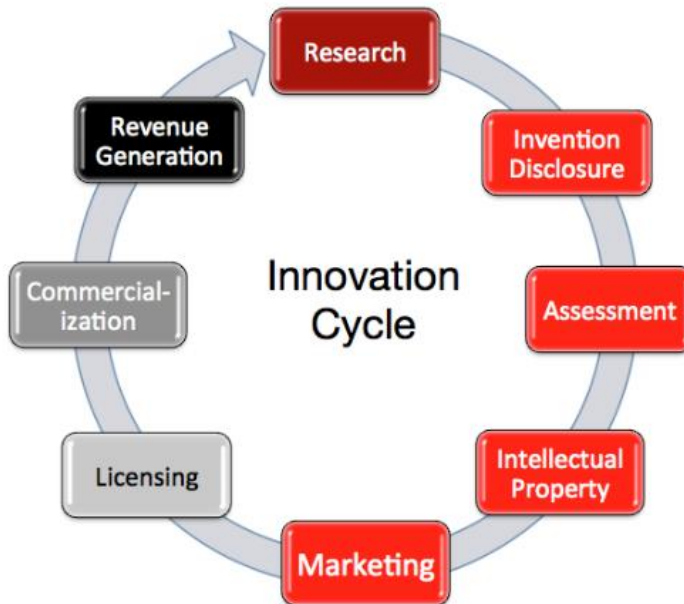 Research
Invention
Disclosure
Assessment
Intellectual
Property
Marketing
Licensing
Commercial-
ization
Revenue
Generation
Innovation
Cycle